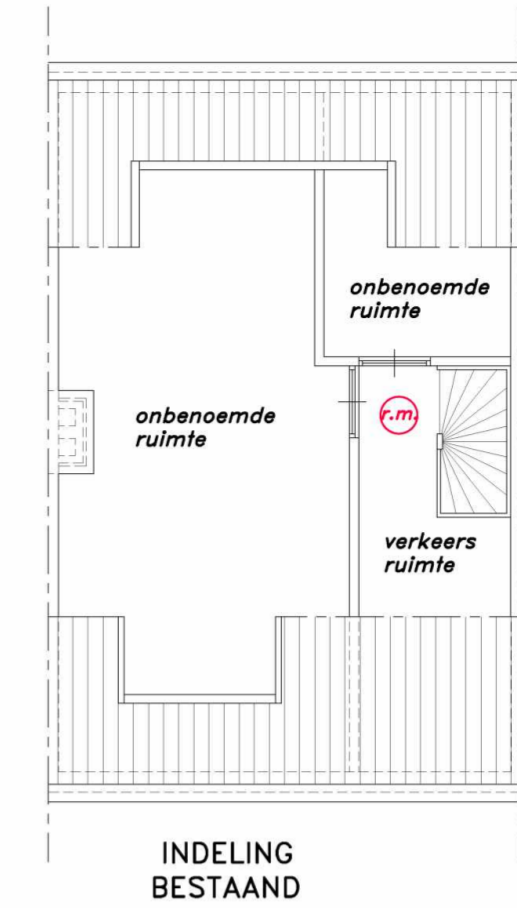 onbenoemde
ruimte
onbenoemde
ruimte
r.m.
verkeers
ruimte
INDELING
BESTAAND